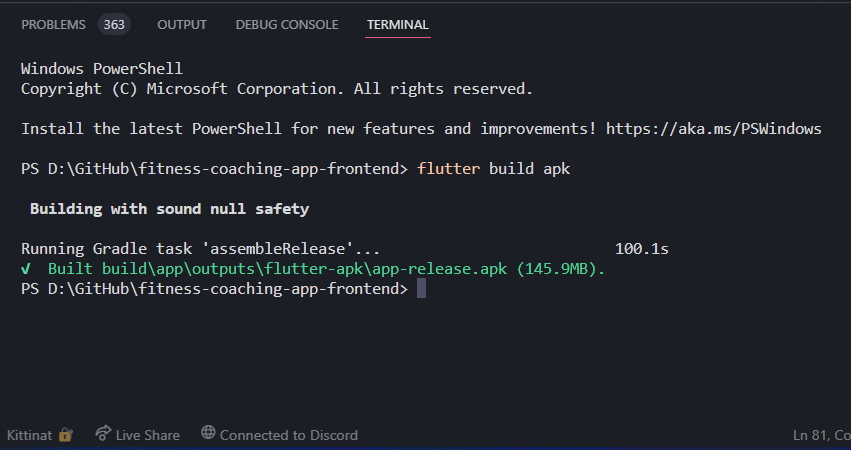 PROBLEMS 363 OUTPUT DEBUG CONSOLE TERMINAL
Windows PowerShell
Copyright (C) Microsoft Corporation. All rights reserved.
Install the latest PowerShell for new features and improvements! https://aka.ms/PSWindows
PS D:\GitHub\fitness-coaching-app-frontend> flutter build apk
Building with sound null safety
Running Gradle task 'assembleRelease'... 100.1s
√ Built build\app\outputs\flutter-apk\app-release.apk (145.9MB).
PS D:\GitHub\fitness-coaching-app-frontend>
Kittinat Live Share Connected to Discord Ln 81, Co